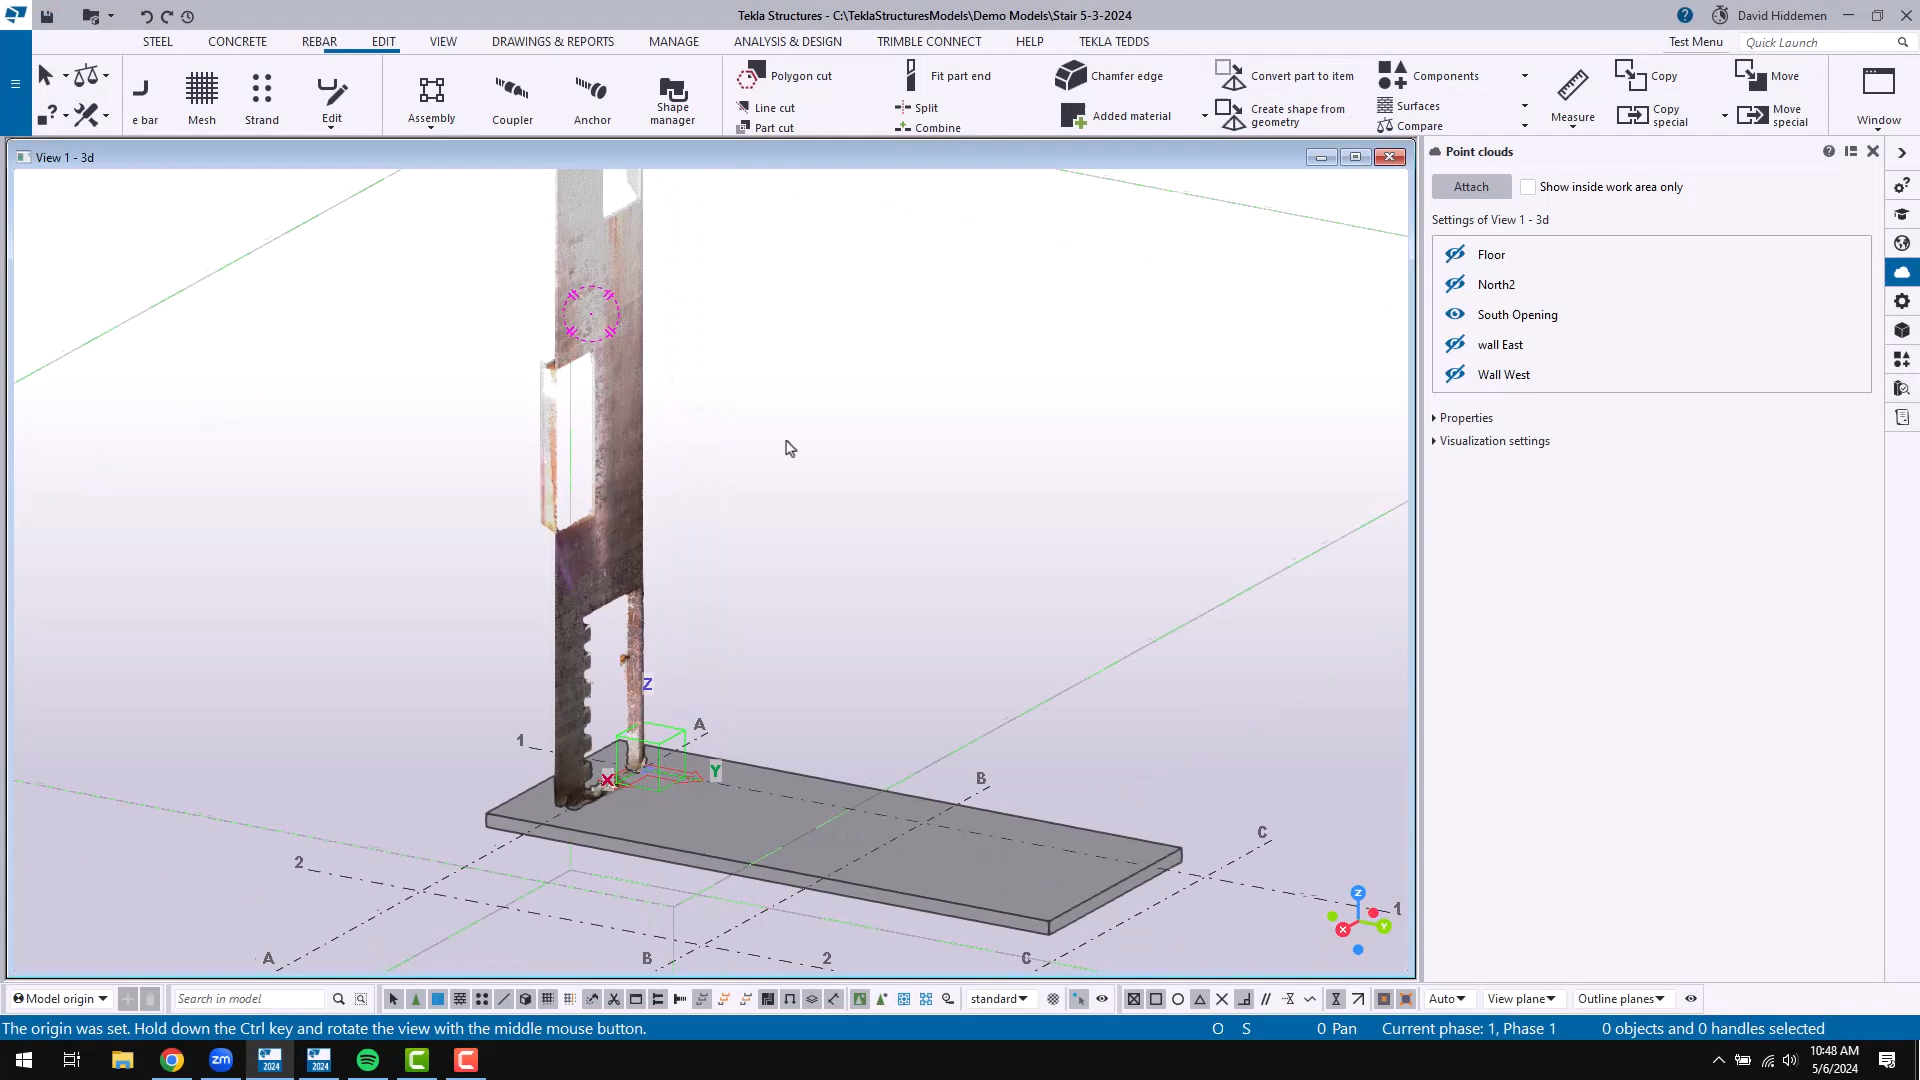 Tekla Structures - C:\TeklaStructuresModels\Demo Models\Stair 5-3-2024
David Hiddemen
STEEL CONCRETE REBAR EDIT VIEW DRAWINGS & REPORTS MANAGE ANALYSIS & DESIGN TRIMBLE CONNECT HELP TEKLA TEDDS
Test Menu Quick Launch
e bar Mesh Strand Edit Assembly Coupler Anchor Shape manager
Polygon cut
Line cut
Part cut
Fit part end
Split
Combine
Chamfer edge
Added material
Convert part to item
Create shape from
geometry
Components
Surfaces
Compare
Measure
Copy
Copy
special
Move
Move
special
Window
View 1 - 3d
Point clouds
Attach Show inside work area only
Settings of View 1 - 3d
Floor
North2
South Opening
wall East
Wall West
Properties
Visualization settings
Z
A
1
X
Y
B
C
2
Z
X
Y
1
A
B
2
C
Model origin Search in model standard Auto View plane Outline planes
The origin was set. Hold down the Ctrl key and rotate the view with the middle mouse button.
O S 0 Pan Current phase: 1, Phase 1 0 objects and 0 handles selected
zm
2024
2024
10:48 AM
5/6/2024